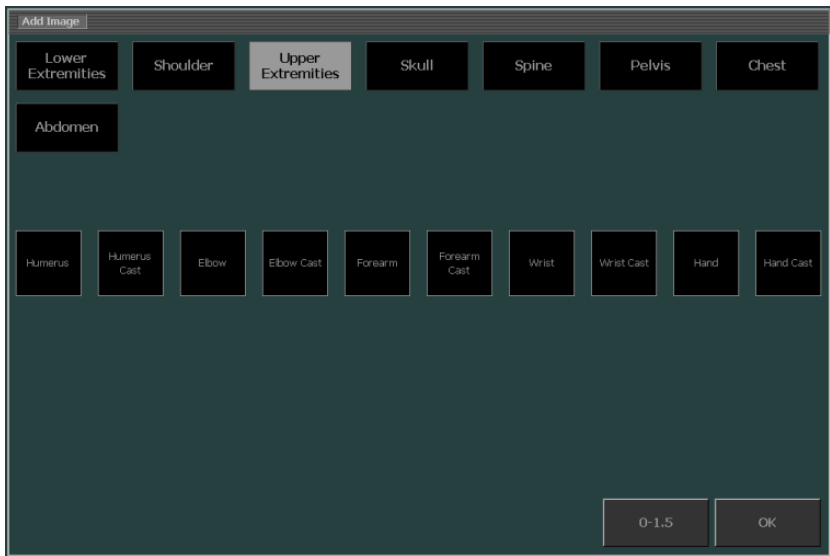 Add Image
Lower
Extremities
Shoulder
Upper
Extremities
Skull
Spine
Pelvis
Chest
Abdomen
Humerus
Humerus
Cast
Elbow
Elbow Cast
Forearm
Forearm
Cast
Wrist
Wrist Cast
Hand
Hand Cast
0-1.5
OK